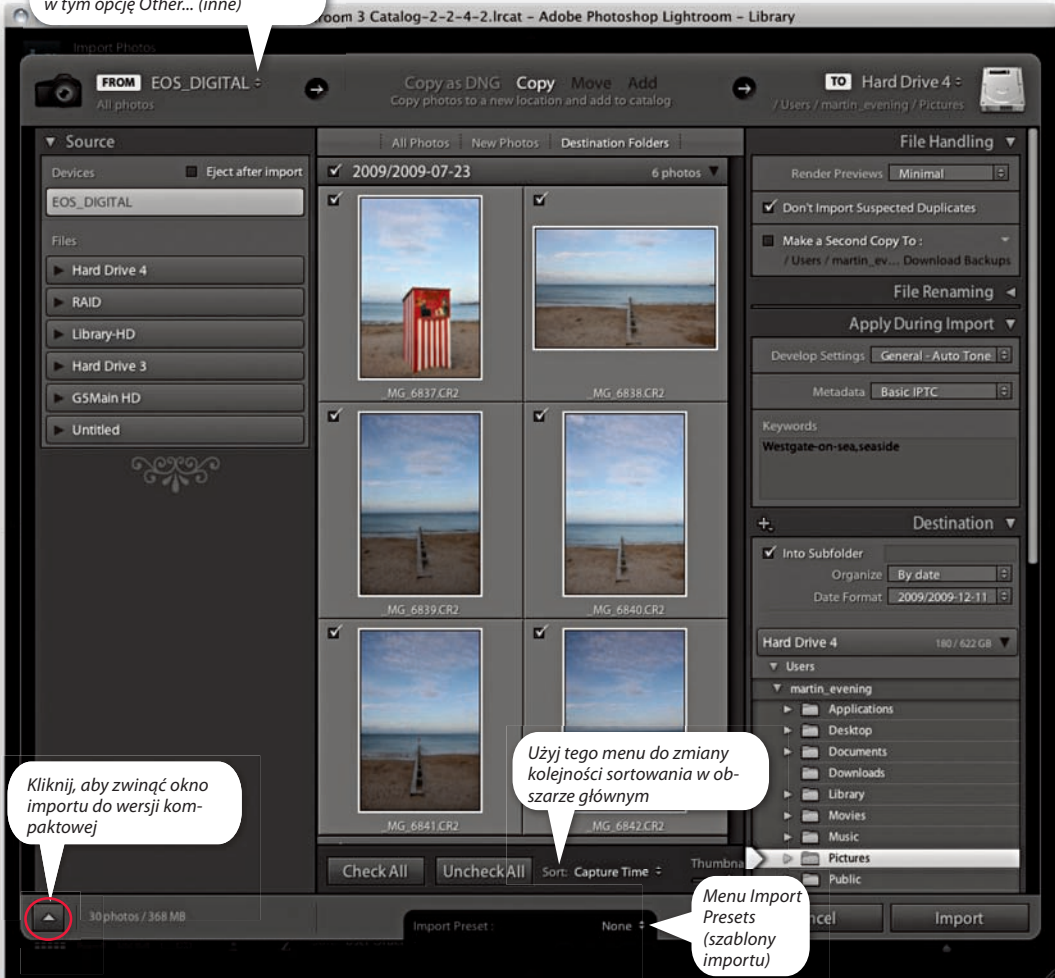 w tym opcję Other... (inne)
room 3 Catalog-2-2-4-2.lrcat – Adobe Photoshop Lightroom – Library
Import Photos
FROM EOS_DIGITAL
All photos
Copy as DNG Copy Move Add
Copy photos to a new location and add to catalog
TO Hard Drive 4
/ Users / martin_evening / Pictures
Source
Devices Eject after import
EOS_DIGITAL
Files
Hard Drive 4
RAID
Library-HD
Hard Drive 3
G5Main HD
Untitled
All Photos New Photos Destination Folders
2009/2009-07-23 6 photos
_MG_6837.CR2 _MG_6838.CR2
_MG_6839.CR2 _MG_6840.CR2
_MG_6841.CR2 _MG_6842.CR2
File Handling
Render Previews Minimal
Don't Import Suspected Duplicates
Make a Second Copy To :
/ Users / martin_ev... Download Backups
File Renaming
Apply During Import
Develop Settings General - Auto Tone
Metadata Basic IPTC
Keywords
Westgate-on-sea,seaside
Destination
Into Subfolder
Organize By date
Date Format 2009/2009-12-11
Hard Drive 4 180 / 622 GB
Users
martin_evening
Applications
Desktop
Documents
Downloads
Library
Movies
Music
Pictures
Public
Kliknij, aby zwinąć okno
importu do wersji kom-
paktowej
Użyj tego menu do zmiany
kolejności sortowania w ob-
szarze głównym
Check All Uncheck All Sort: Capture Time Thumbna
30 photos / 368 MB
Import Preset : None
Menu Import
Presets
(szablony
importu)
ncel Import